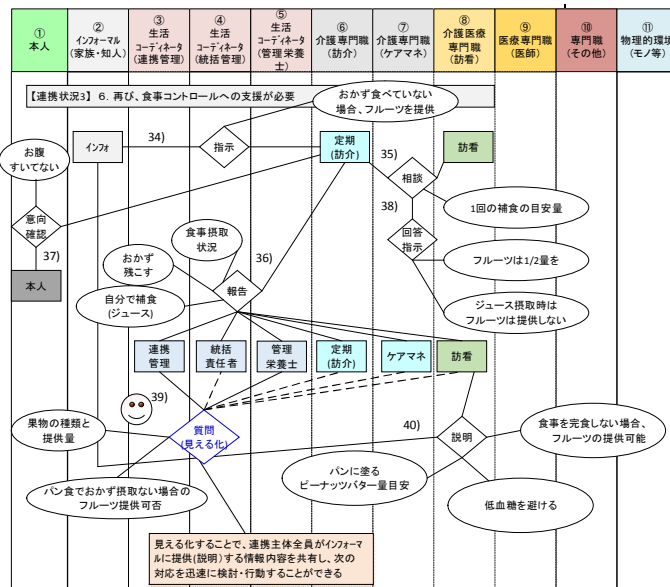 ①
本人
②
インフォーマル
(家族・知人)
③ 生活
コーディネータ
(連携管理)
④ 生活
コーディネータ
(統括管理)
⑤ 生活
コーディネータ
(管理栄養
士)
⑥
介護専門職
(訪介)
⑦
介護専門職
(ケアマネ)
⑧
介護医療
専門職
(訪看)
⑨
医療専門職
(医師)
⑩
専門職
(その他)
⑪
物理的環境
(モノ等)
【連携状況3】 6. 再び、食事コントロールへの支援が必要
おかず食べていない
場合、フルーツを提供
お腹
すいてない
インフォ
34)
指示
定期
(訪介)
35)
相談
訪看
意向
確認
1回の補食の目安量
38)
回答
指示
フルーツは1/2量を
37)
本人
食事摂取
状況
おかず
残こす
36)
報告
自分で補食
(ジュース)
ジュース摂取時は
フルーツは提供しない
連携
管理
統括
責任者
管理
栄養士
定期
(訪介)
ケアマネ
訪看
39)
果物の種類と
提供量
質問
(見える化)
40)
説明
食事を完食しない場合、
フルーツの提供可能
パンに塗る
ピーナッツバター量目安
パン食でおかず摂取ない場合の
フルーツ提供可否
低血糖を避ける
見える化することで、連携主体全員がインフォーマ
ルに提供(説明)する情報内容を共有し、次の
対応を迅速に検討・行動することができる